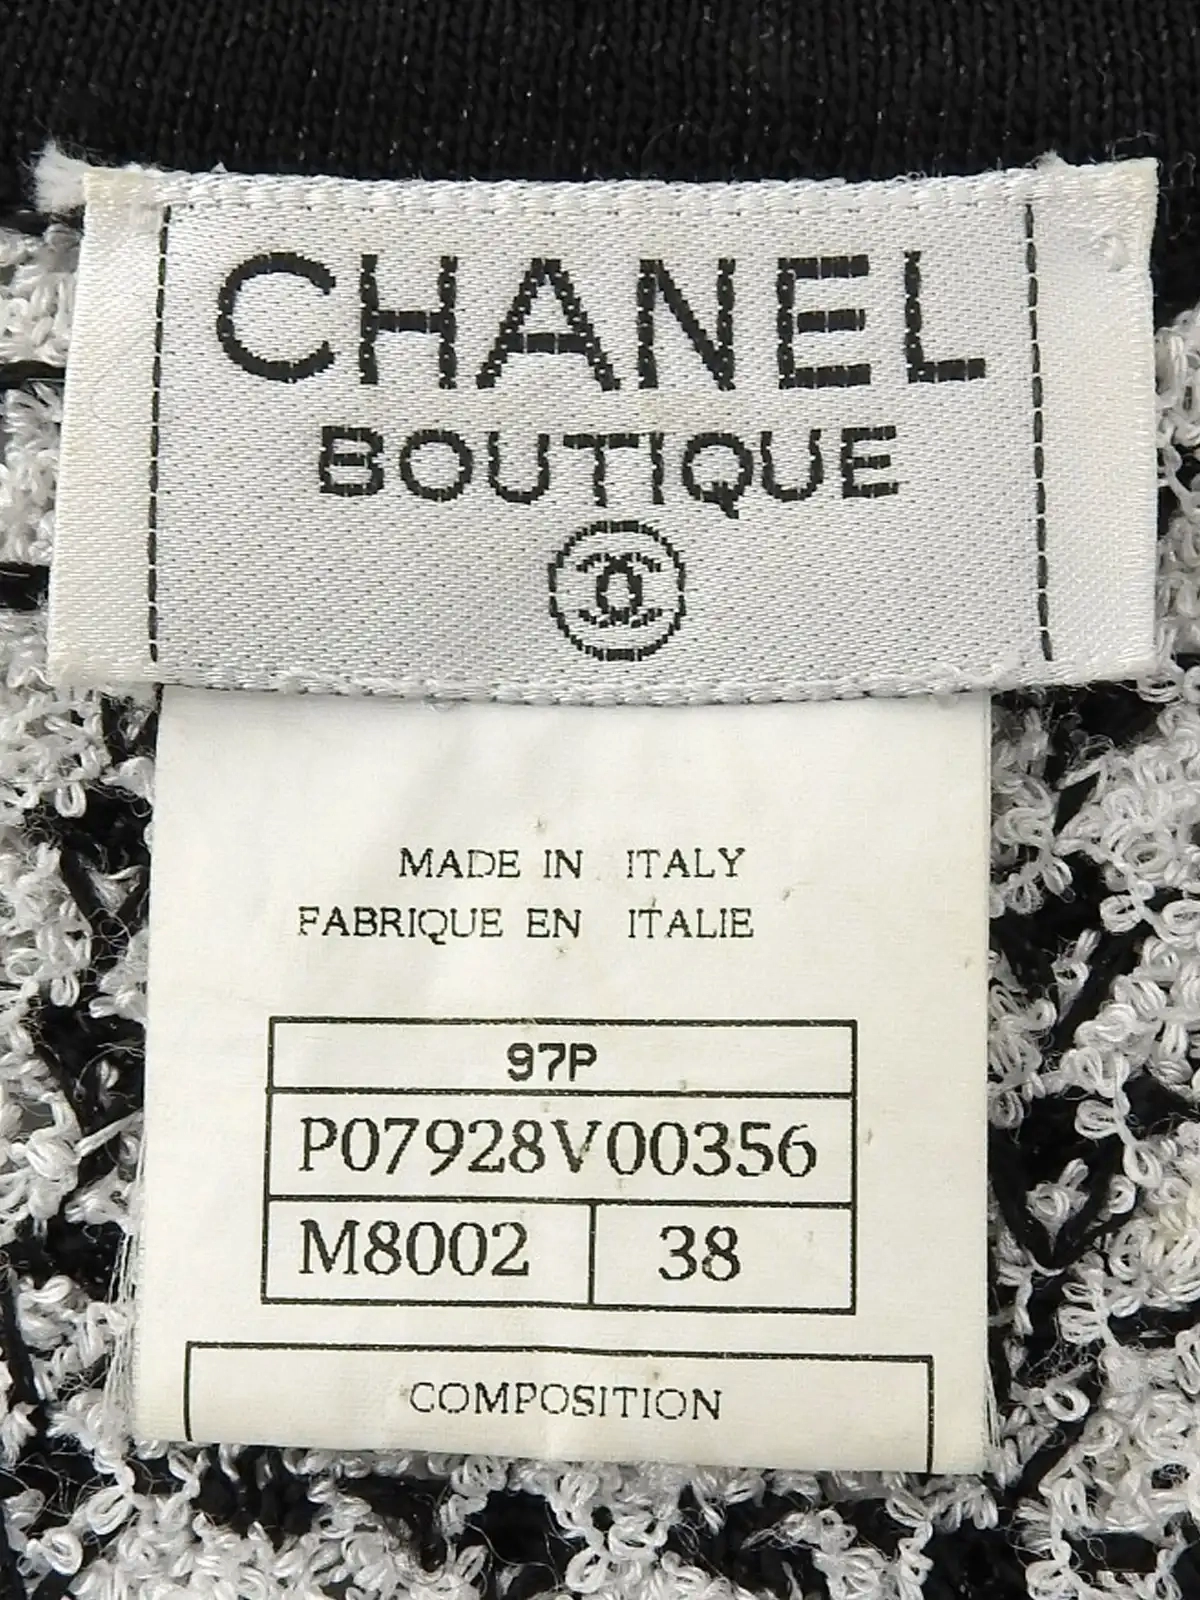 CHANEL
BOUTIQUE
MADE IN ITALY
FABRIQUE EN ITALIE
97P
P07928V00356
M8002 38
COMPOSITION